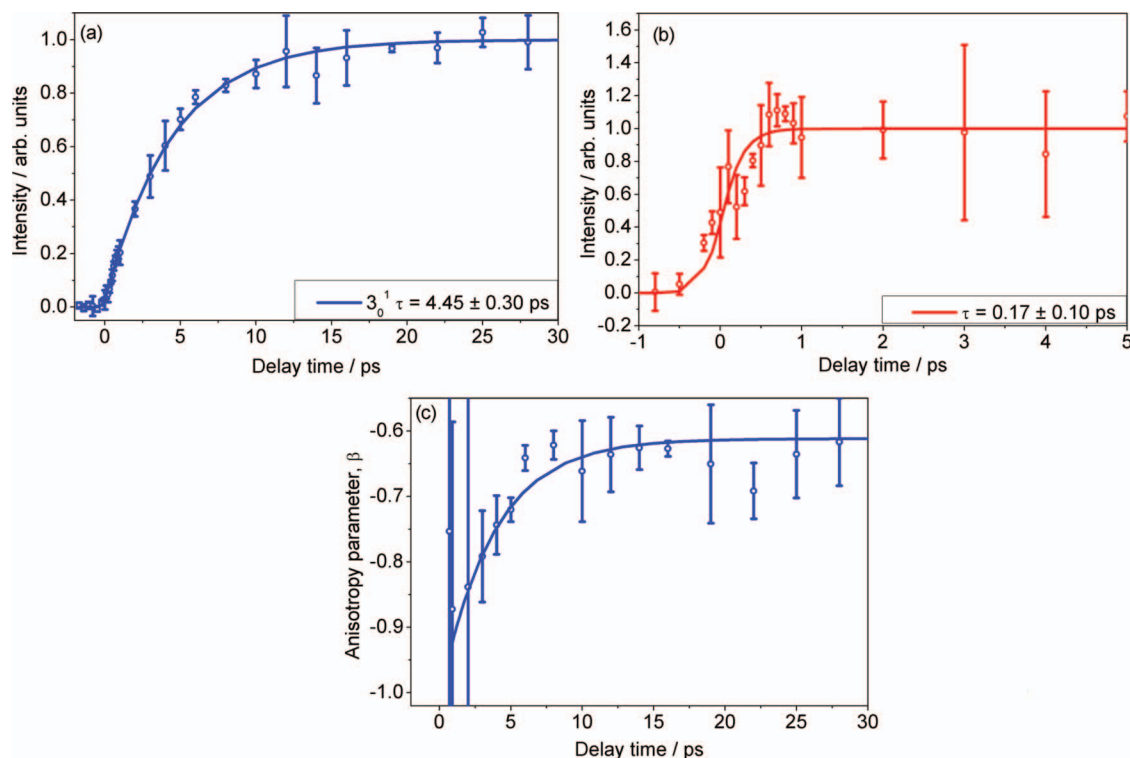 (a)
Intensity / arb. units
1.0
0.8
0.6
0.4
0.2
0.0
3₀¹ τ = 4.45 ± 0.30 ps
0 5 10 15 20 25 30
Delay time / ps
(b)
Intensity / arb. units
1.6
1.4
1.2
1.0
0.8
0.6
0.4
0.2
0.0
-0.2
τ = 0.17 ± 0.10 ps
-1 0 1 2 3 4 5
Delay time / ps
(c)
Anisotropy parameter, β
-0.6
-0.7
-0.8
-0.9
-1.0
0 5 10 15 20 25 30
Delay time / ps